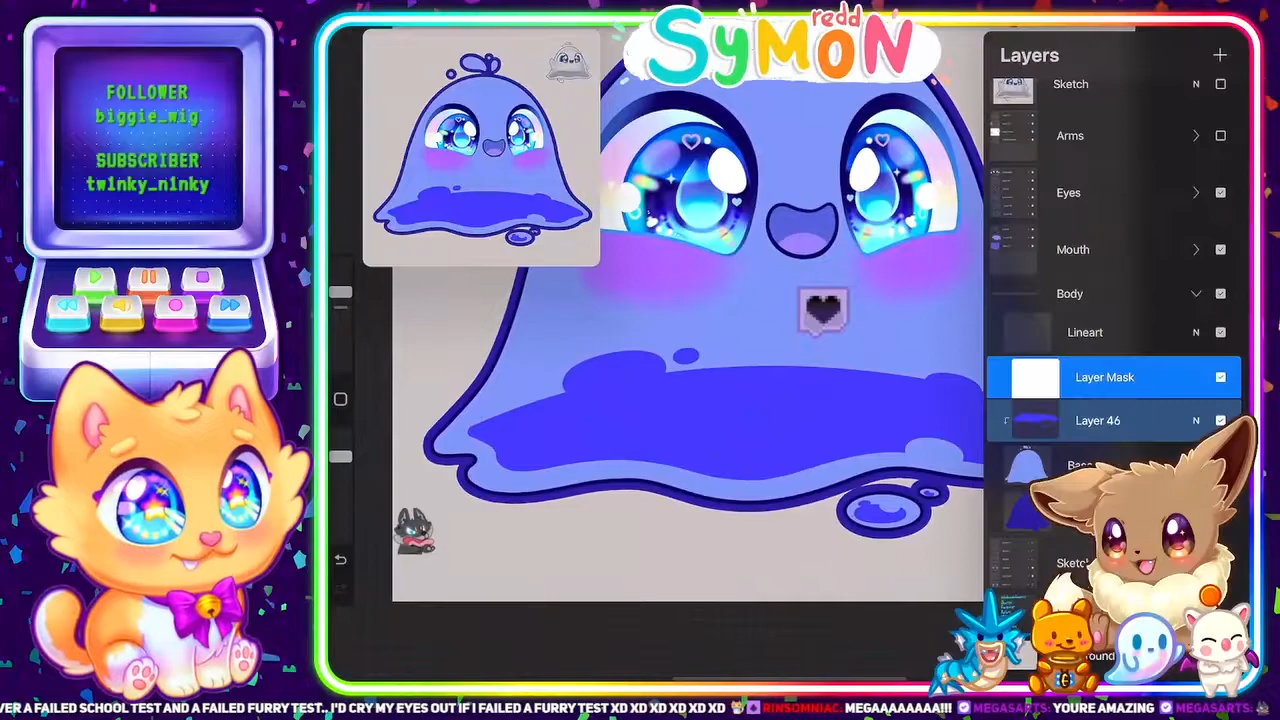 FOLLOWER
biggie_wig
SUBSCRIBER
tw1nky_n1nky
redd
SyMON
Layers
Sketch N
Arms
Eyes
Mouth
Body
Lineart N
Layer Mask
Layer 46 N
VER A FAILED SCHOOL TEST AND A FAILED FURRY TEST.. I'D CRY MY EYES OUT IF I FAILED A FURRY TEST XD XD XD XD XD XD RINSOMNIAC: MEGAAAAAAA!!! MEGASARTS: YOURE AMAZING MEGASARTS: